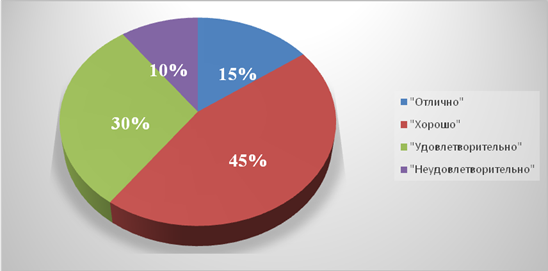 15%
45%
30%
10%
"Отлично"
"Хорошо"
"Удовлетворительно"
"Неудовлетворительно"